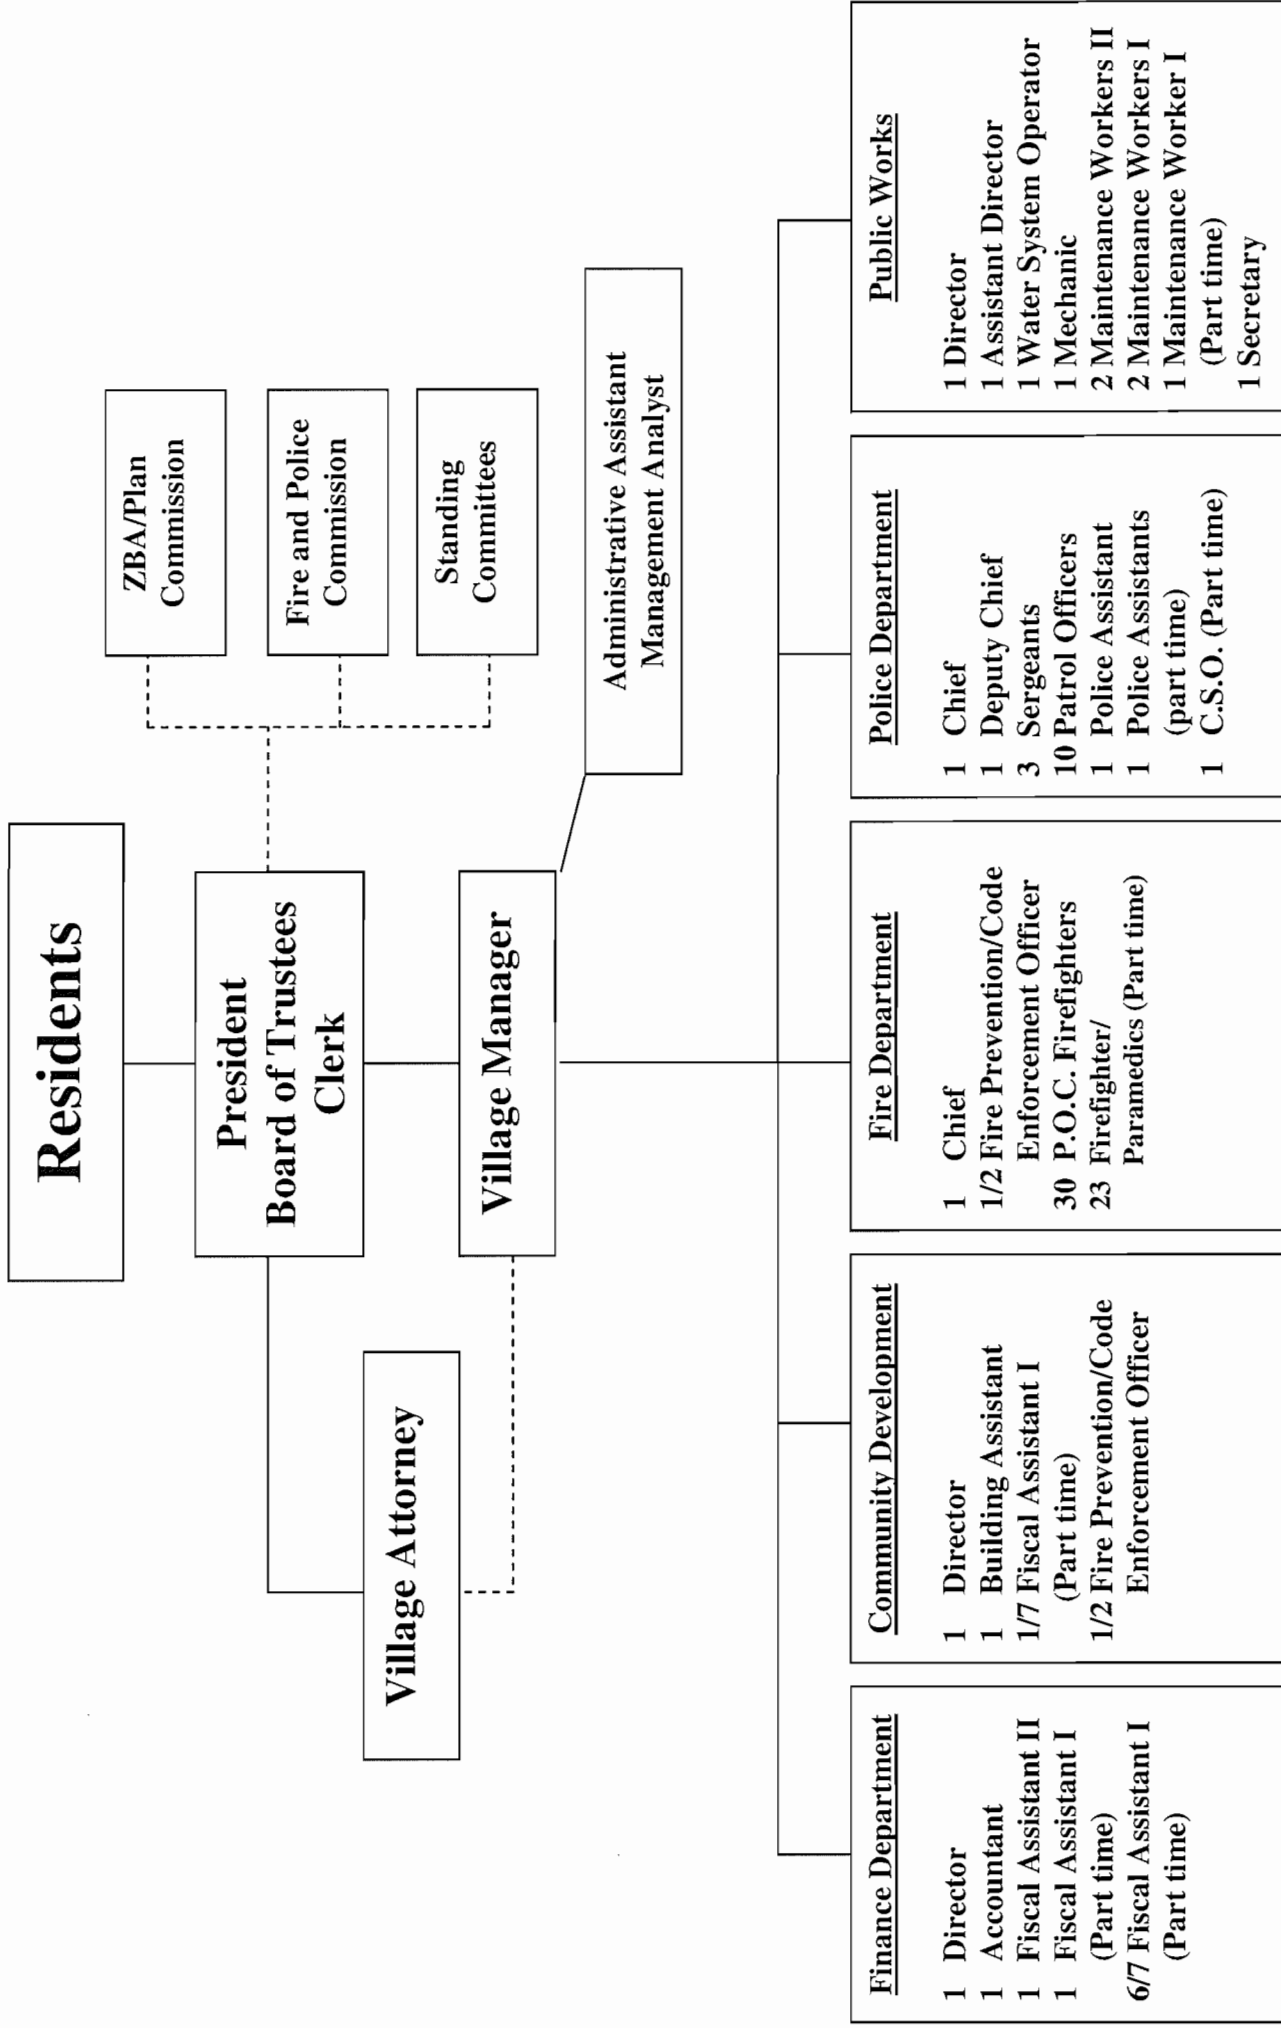 Residents
President
Board of Trustees
Clerk
ZBA/Plan
Commission
Fire and Police
Commission
Standing
Committees
Village Attorney
Village Manager
Administrative Assistant
Management Analyst
Finance Department
1 Director
1 Accountant
1 Fiscal Assistant II
1 Fiscal Assistant I
(Part time)
6/7 Fiscal Assistant I
(Part time)
Community Development
1 Director
1 Building Assistant
1/7 Fiscal Assistant I
(Part time)
1/2 Fire Prevention/Code
Enforcement Officer
Fire Department
1 Chief
1/2 Fire Prevention/Code
Enforcement Officer
30 P.O.C. Firefighters
23 Firefighter/
Paramedics (Part time)
Police Department
1 Chief
1 Deputy Chief
3 Sergeants
10 Patrol Officers
1 Police Assistant
1 Police Assistants
(part time)
1 C.S.O. (Part time)
Public Works
1 Director
1 Assistant Director
1 Water System Operator
1 Mechanic
2 Maintenance Workers II
2 Maintenance Workers I
1 Maintenance Worker I
(Part time)
1 Secretary